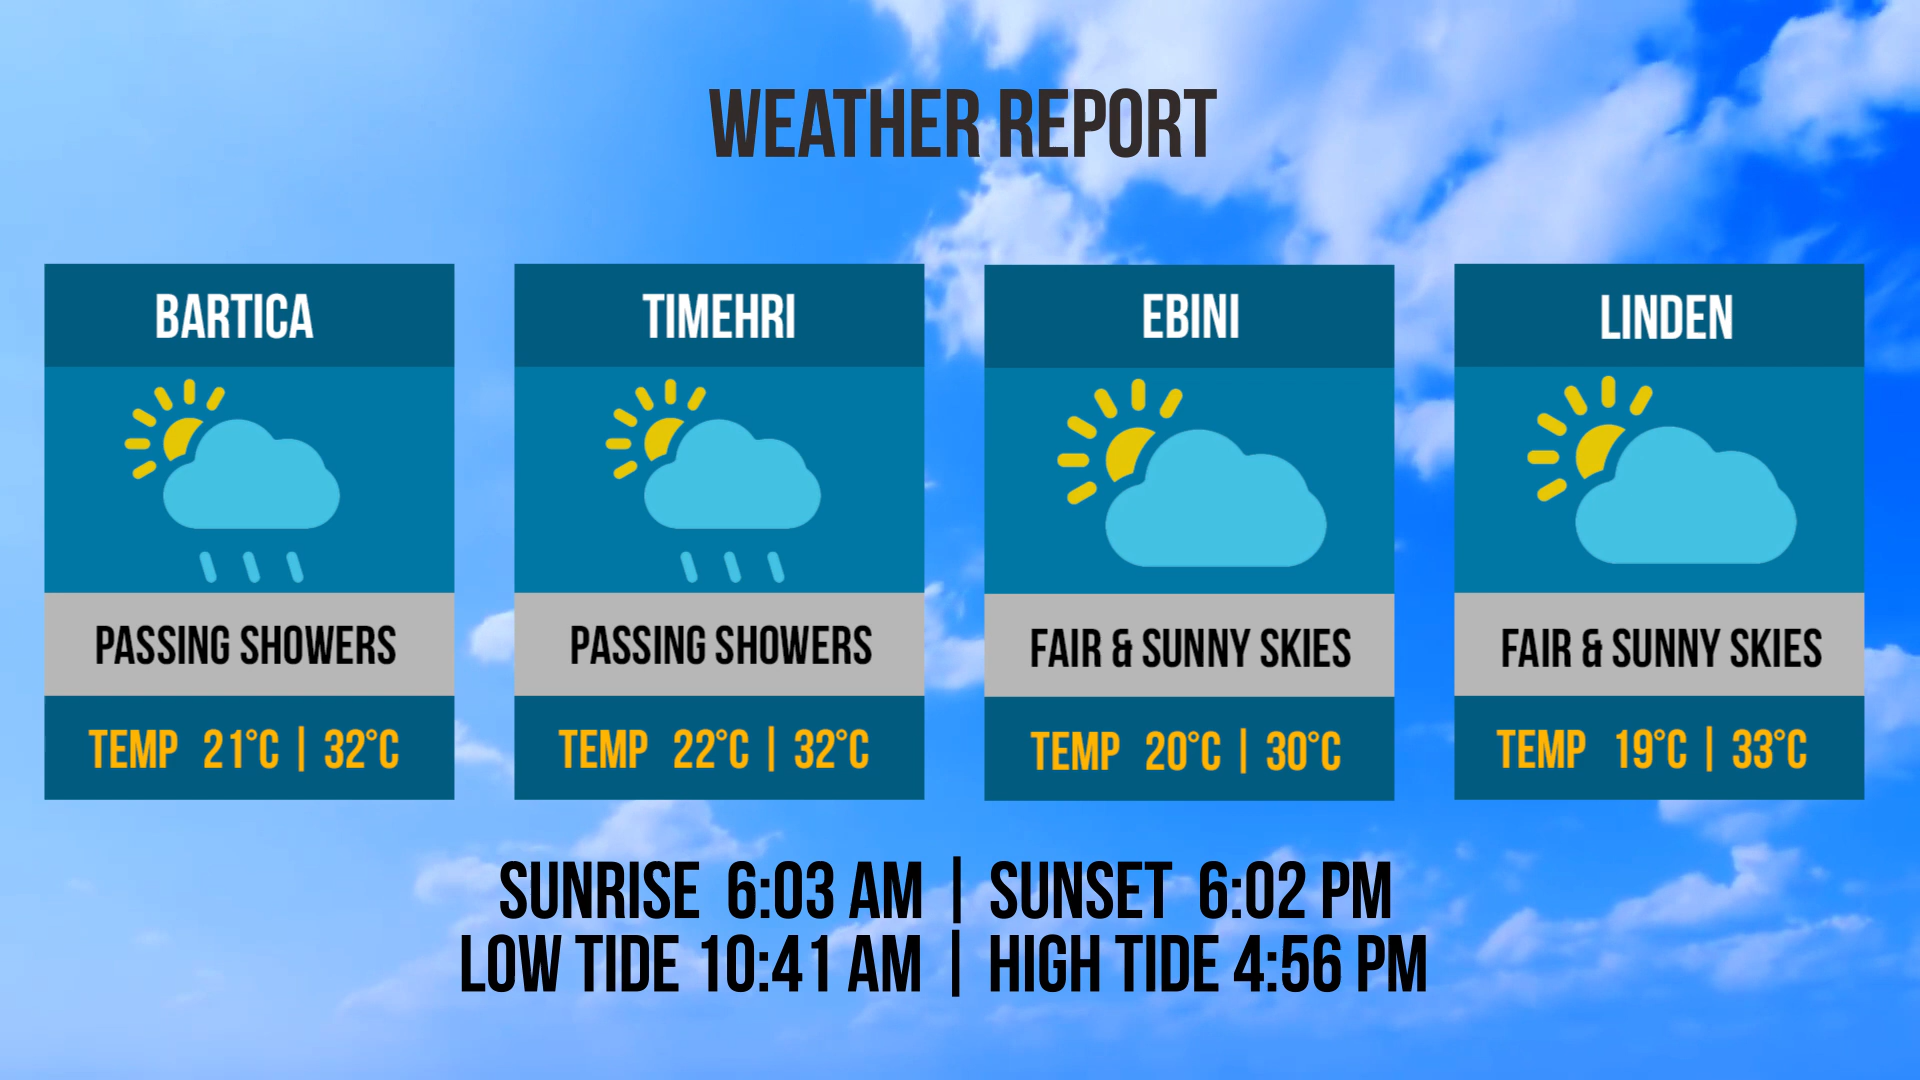 WEATHER REPORT
BARTICA
PASSING SHOWERS
TEMP 21°C | 32°C
TIMEHRI
PASSING SHOWERS
TEMP 22°C | 32°C
EBINI
FAIR & SUNNY SKIES
TEMP 20°C | 30°C
LINDEN
FAIR & SUNNY SKIES
TEMP 19°C | 33°C
SUNRISE 6:03 AM | SUNSET 6:02 PM
LOW TIDE 10:41 AM | HIGH TIDE 4:56 PM